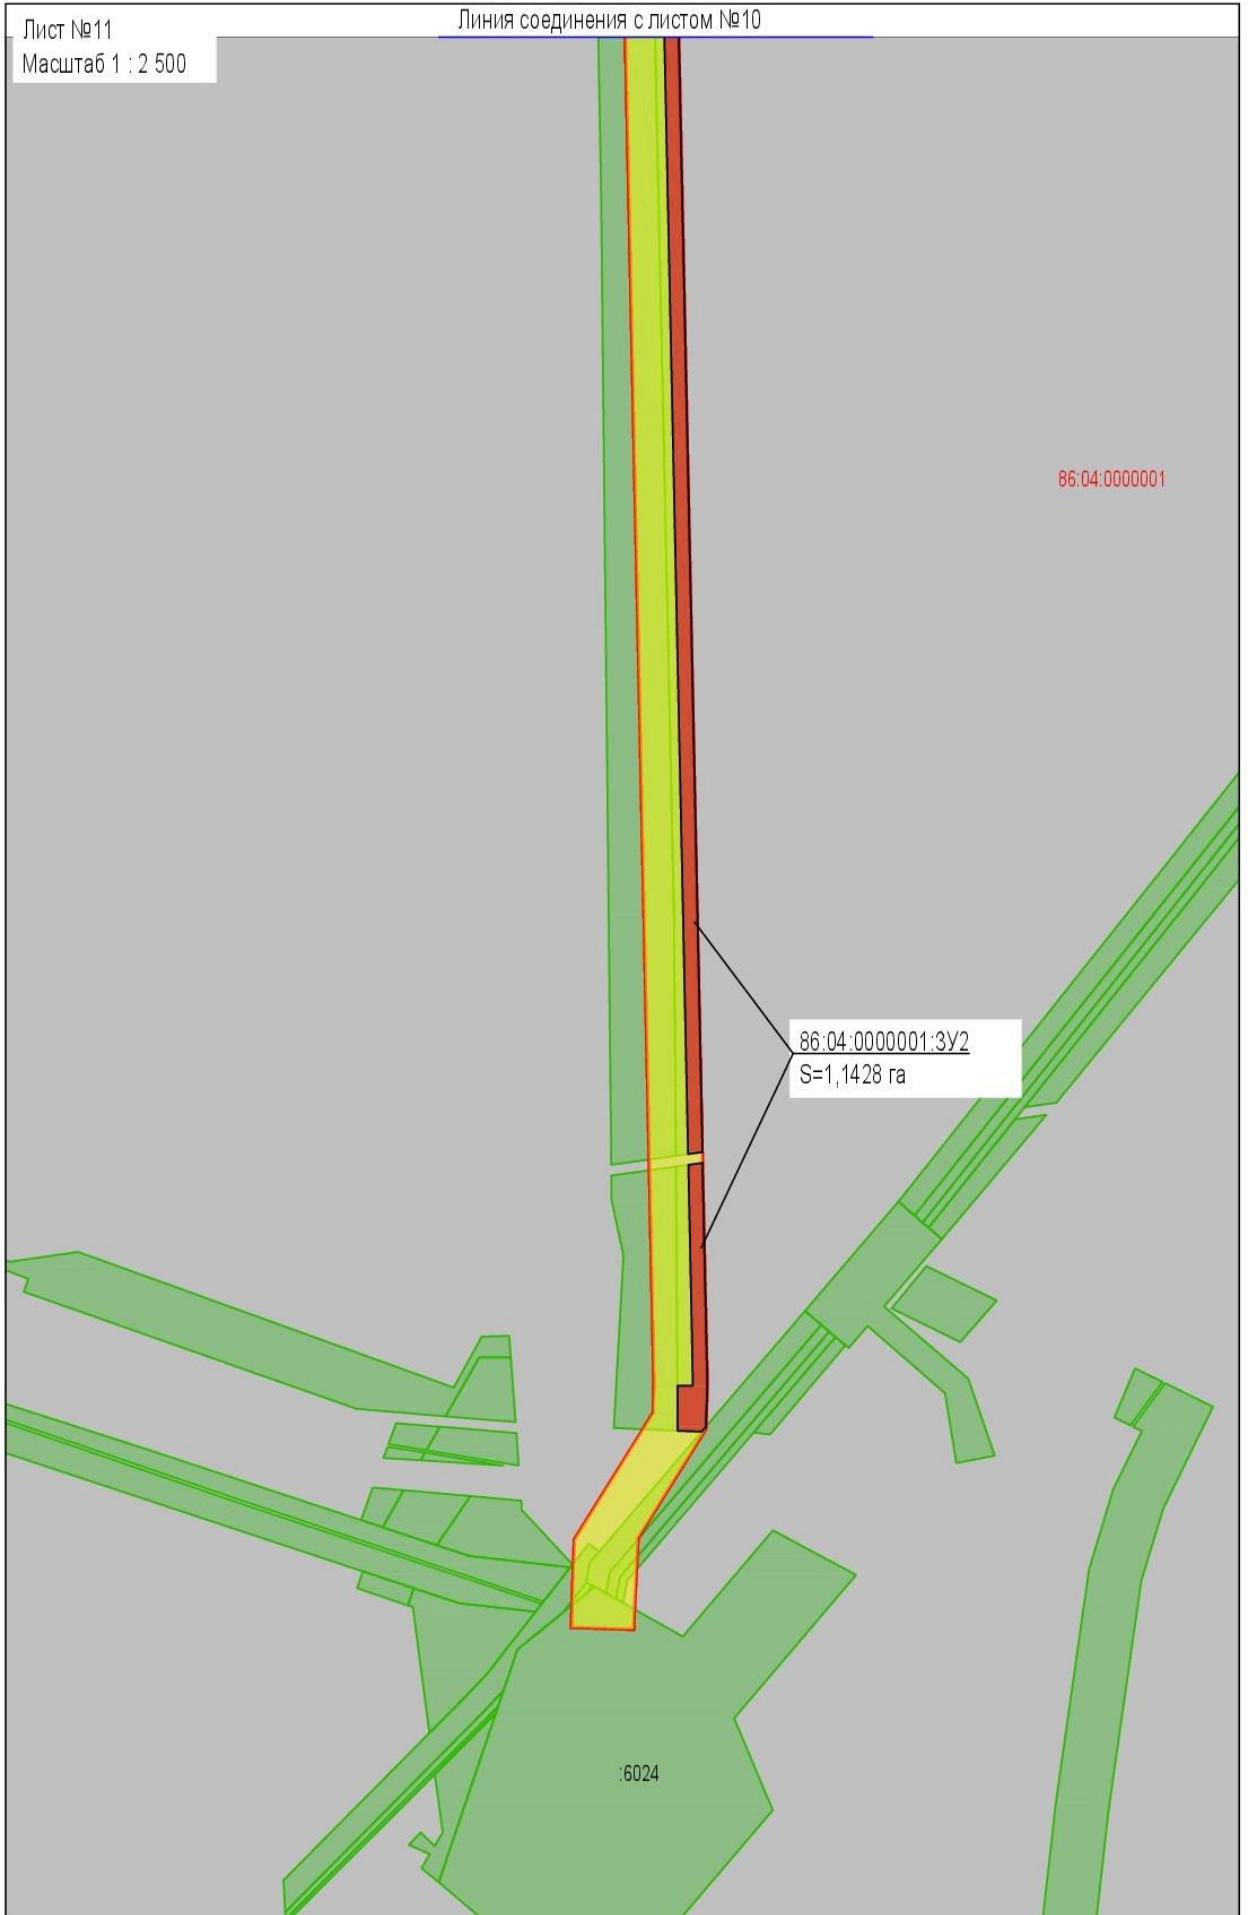 Лист №11
Масштаб 1 : 2 500
Линия соединения с листом №10
86:04:0000001
86:04:0000001:ЗУ2
S=1,1428 га
:6024